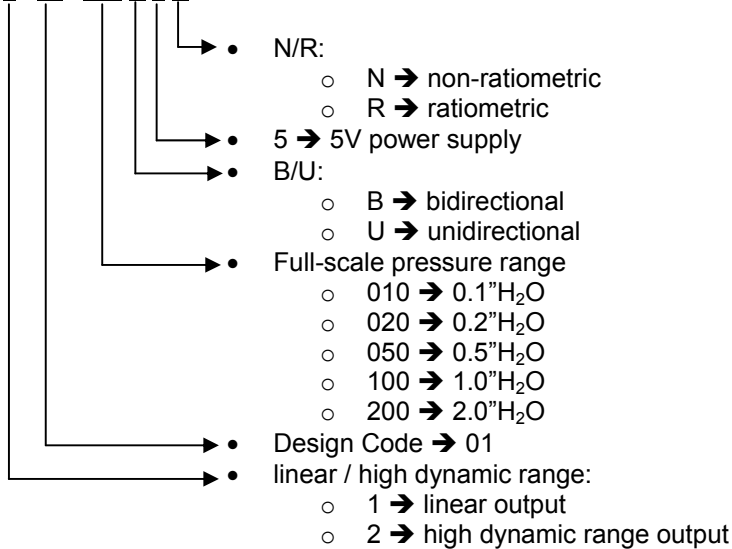 • N/R:
o N ➔ non-ratiometric
o R ➔ ratiometric
• 5 ➔ 5V power supply
• B/U:
o B ➔ bidirectional
o U ➔ unidirectional
• Full-scale pressure range
o 010 ➔ 0.1”H₂O
o 020 ➔ 0.2”H₂O
o 050 ➔ 0.5”H₂O
o 100 ➔ 1.0”H₂O
o 200 ➔ 2.0”H₂O
• Design Code ➔ 01
• linear / high dynamic range:
o 1 ➔ linear output
o 2 ➔ high dynamic range output